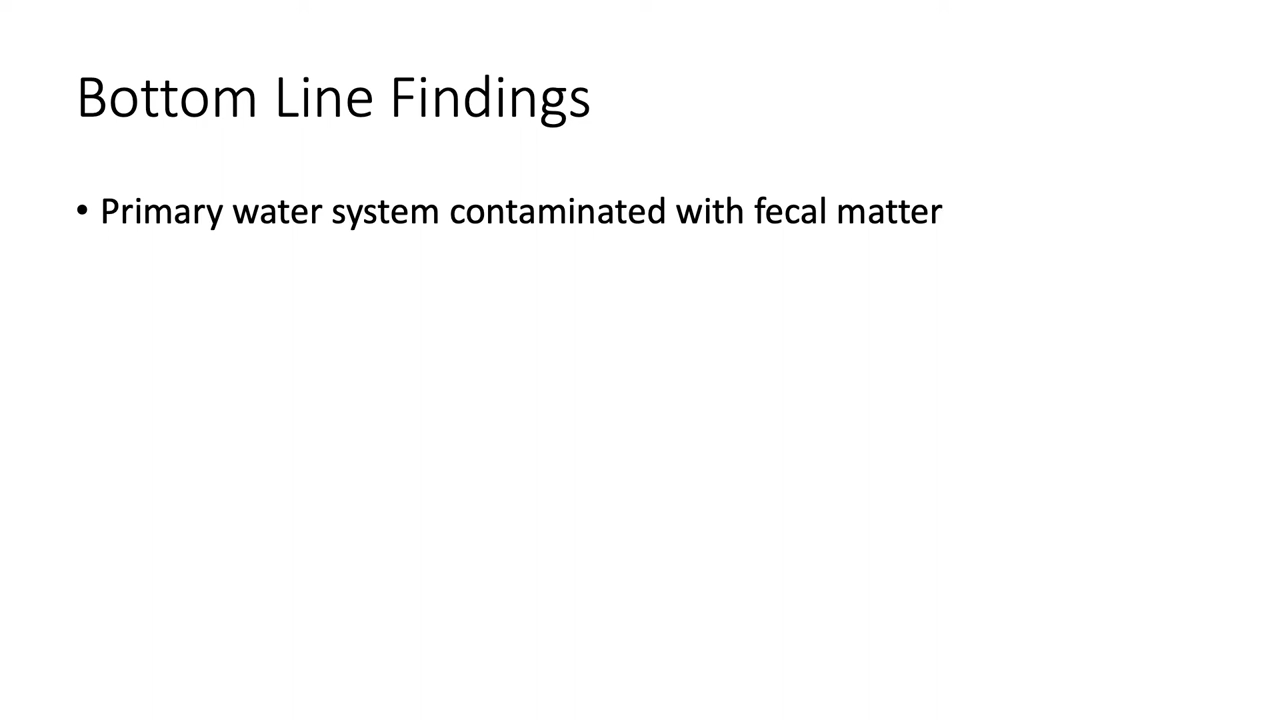 Bottom Line Findings
• Primary water system contaminated with fecal matter